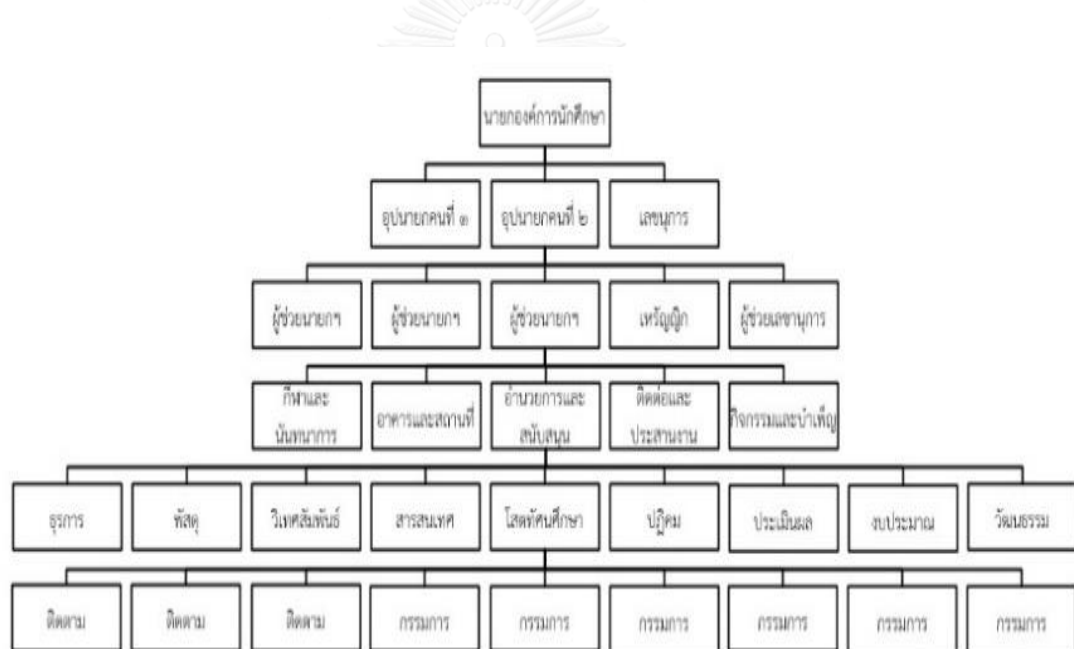 นายกองค์การนักศึกษา
อุปนายกคนที่ ๑
อุปนายกคนที่ ๒
เลขนุการ
ผู้ช่วยนายกฯ
ผู้ช่วยนายกฯ
ผู้ช่วยนายกฯ
เหรัญญิก
ผู้ช่วยเลขานุการ
กีฬาและ
นันทนาการ
อาคารและสถานที่
อำนวยการและ
สนับสนุน
ติดต่อและ
ประสานงาน
กิจกรรมและบำเพ็ญ
ธุรการ
พัสดุ
วิเทศสัมพันธ์
สารสนเทศ
โสตทัศนศึกษา
ปฏิคม
ประเมินผล
งบประมาณ
วัฒนธรรม
ติดตาม
ติดตาม
ติดตาม
กรรมการ
กรรมการ
กรรมการ
กรรมการ
กรรมการ
กรรมการ